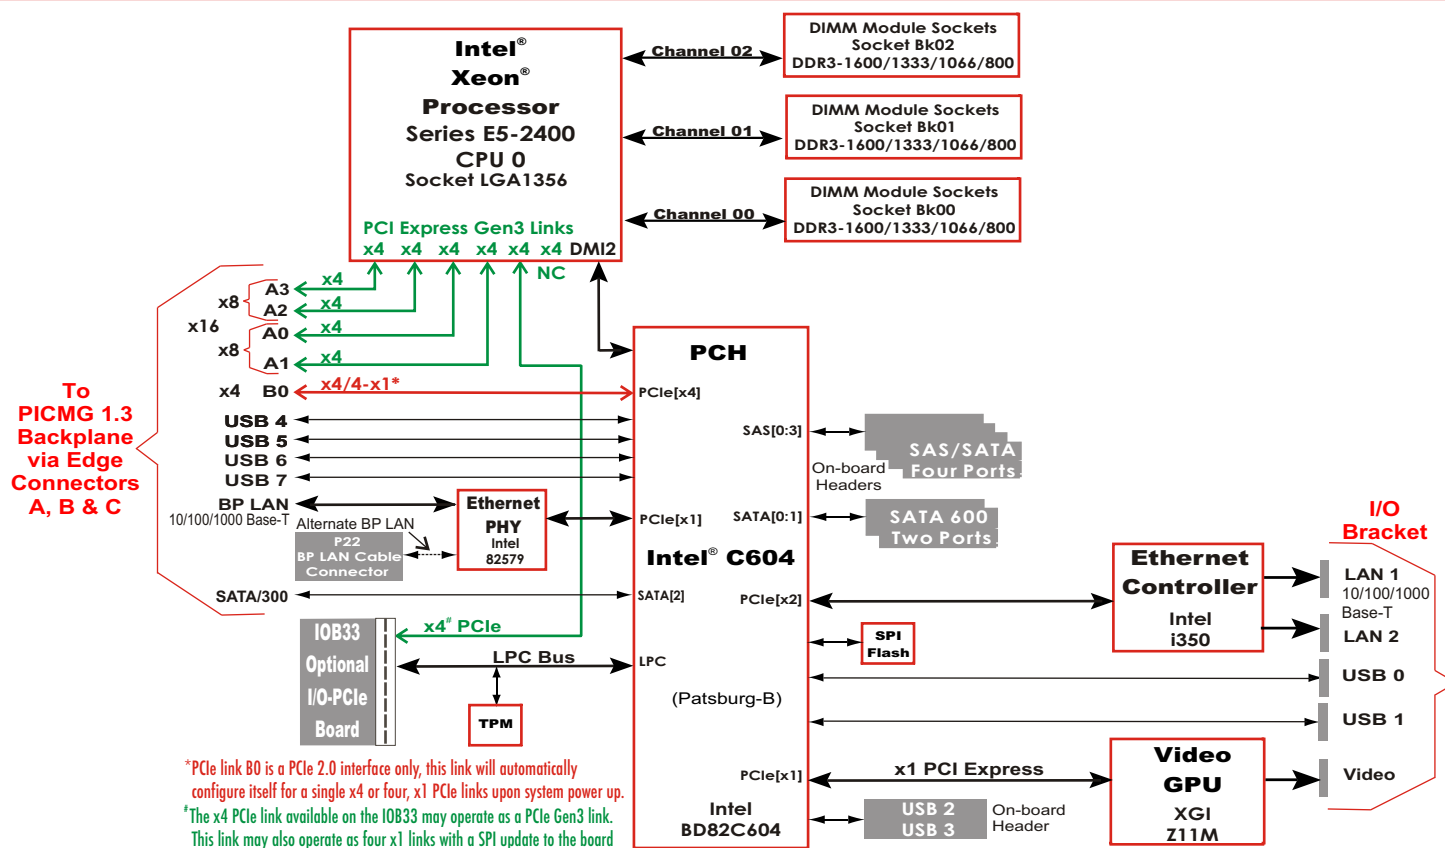 Intel®
Xeon®
Processor
Series E5-2400
CPU 0
Socket LGA1356
PCI Express Gen3 Links
x4 x4 x4 x4 x4 x4 DMI2
NC
Channel 02
DIMM Module Sockets
Socket Bk02
DDR3-1600/1333/1066/800
Channel 01
DIMM Module Sockets
Socket Bk01
DDR3-1600/1333/1066/800
Channel 00
DIMM Module Sockets
Socket Bk00
DDR3-1600/1333/1066/800
To
PICMG 1.3
Backplane
via Edge
Connectors
A, B & C
x16
x8
A3 x4
A2 x4
x8
A0 x4
A1 x4
x4 B0 x4/4-x1*
USB 4
USB 5
USB 6
USB 7
BP LAN
10/100/1000 Base-T
Alternate BP LAN
P22
BP LAN Cable
Connector
Ethernet
PHY
Intel
82579
SATA/300
IOB33
Optional
I/O-PCIe
Board
x4# PCIe
LPC Bus
TPM
PCH
PCIe[x4]
SAS[0:3]
PCIe[x1]
SATA[0:1]
Intel® C604
SATA[2]
PCIe[x2]
LPC
(Patsburg-B)
PCIe[x1]
Intel
BD82C604
SAS/SATA
Four Ports
On-board
Headers
SATA 600
Two Ports
SPI
Flash
Ethernet
Controller
Intel
i350
I/O
Bracket
LAN 1
10/100/1000
Base-T
LAN 2
USB 0
USB 1
x1 PCI Express
Video
GPU
XGI
Z11M
Video
USB 2
USB 3
On-board
Header
*PCIe link B0 is a PCIe 2.0 interface only, this link will automatically
configure itself for a single x4 or four, x1 PCIe links upon system power up.
#The x4 PCIe link available on the IOB33 may operate as a PCIe Gen3 link.
This link may also operate as four x1 links with a SPI update to the board